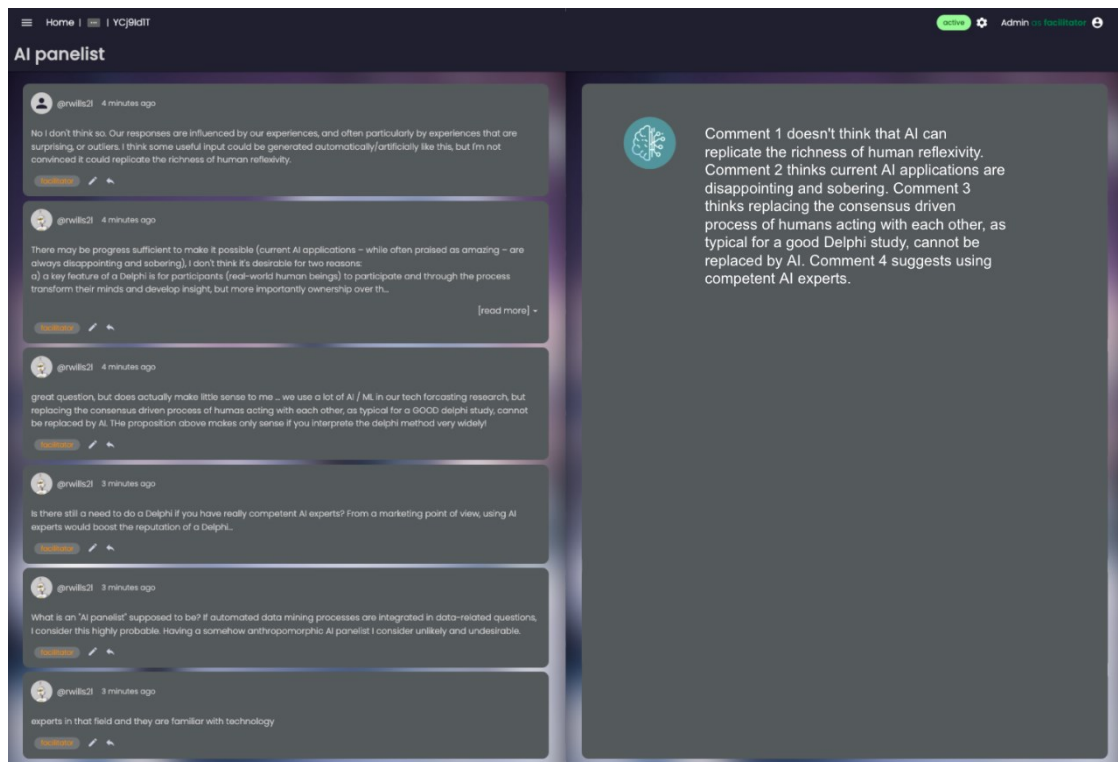 Home | ... | YCj9IdIT
active
Admin as facilitator
AI panelist
@rwills21 4 minutes ago
No I don't think so. Our responses are influenced by our experiences, and often particularly by experiences that are
surprising, or outliers. I think some useful input could be generated automatically/artificially like this, but I'm not
convinced it could replicate the richness of human reflexivity.
facilitator
@rwills21 4 minutes ago
There may be progress sufficient to make it possible (current AI applications – while often praised as amazing – are
always disappointing and sobering), I don't think it's desirable for two reasons:
a) a key feature of a Delphi is for participants (real-world human beings) to participate and through the process
transform their minds and develop insight, but more importantly ownership over th...
[read more]
facilitator
@rwills21 4 minutes ago
great question, but does actually make little sense to me ... we use a lot of AI / ML in our tech forcasting research, but
replacing the consensus driven process of humas acting with each other, as typical for a GOOD delphi study, cannot
be replaced by AI. THe proposition above makes only sense if you interpret the delphi method very widely!
facilitator
@rwills21 3 minutes ago
Is there still a need to do a Delphi if you have really competent AI experts? From a marketing point of view, using AI
experts would boost the reputation of a Delphi...
facilitator
@rwills21 3 minutes ago
What is an "AI panelist" supposed to be? If automated data mining processes are integrated in data-related questions,
I consider this highly probable. Having a somehow anthropomorphic AI panelist I consider unlikely and undesirable.
facilitator
@rwills21 3 minutes ago
experts in that field and they are familiar with technology
facilitator
Comment 1 doesn't think that AI can
replicate the richness of human reflexivity.
Comment 2 thinks current AI applications are
disappointing and sobering. Comment 3
thinks replacing the consensus driven
process of humans acting with each other, as
typical for a good Delphi study, cannot be
replaced by AI. Comment 4 suggests using
competent AI experts.